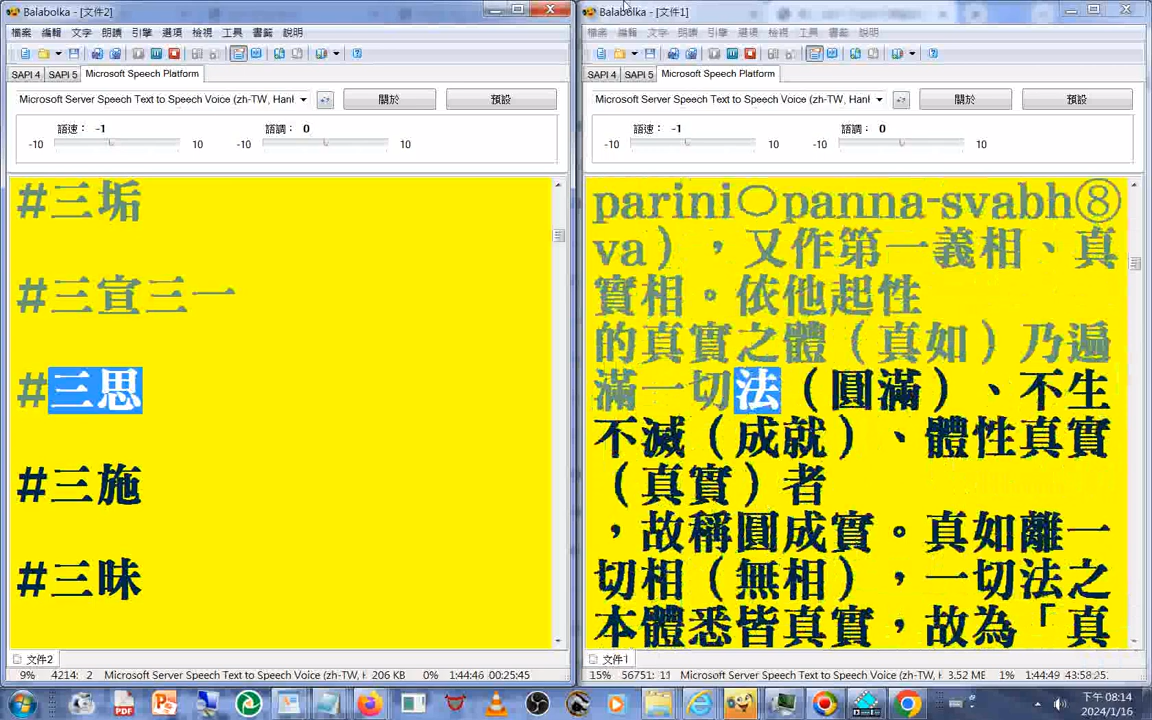 Balabolka - [文件2]
檔案 編輯 文字 朗讀 引擎 選項 檢視 工具 書籤 說明
SAPI 4 SAPI 5 Microsoft Speech Platform
Microsoft Server Speech Text to Speech Voice (zh-TW, Hanl 關於 預設
語速： -1 語調： 0
-10 10 -10 10
#三垢
#三宣三一
#三思
#三施
#三昧
文件2
9% 4214: 2 Microsoft Server Speech Text to Speech Voice (zh-TW, H 206 KB 0% 1:44:46 00:25:45
Balabolka - [文件1]
檔案 編輯 文字 朗讀 引擎 選項 檢視 工具 書籤 說明
SAPI 4 SAPI 5 Microsoft Speech Platform
Microsoft Server Speech Text to Speech Voice (zh-TW, Hanl 關於 預設
語速： -1 語調： 0
-10 10 -10 10
parini〇panna-svabh⑧
va），又作第一義相、真
實相。依他起性
的真實之體（真如）乃遍
滿一切法（圓滿）、不生
不滅（成就）、體性真實
（真實）者
，故稱圓成實。真如離一
切相（無相），一切法之
本體悉皆真實，故為「真
文件1
15% 56751: 11 Microsoft Server Speech Text to Speech Voice (zh-TW, H 3.52 MB 1% 1:44:49 43:58:25
下午 08:14
2024/1/16